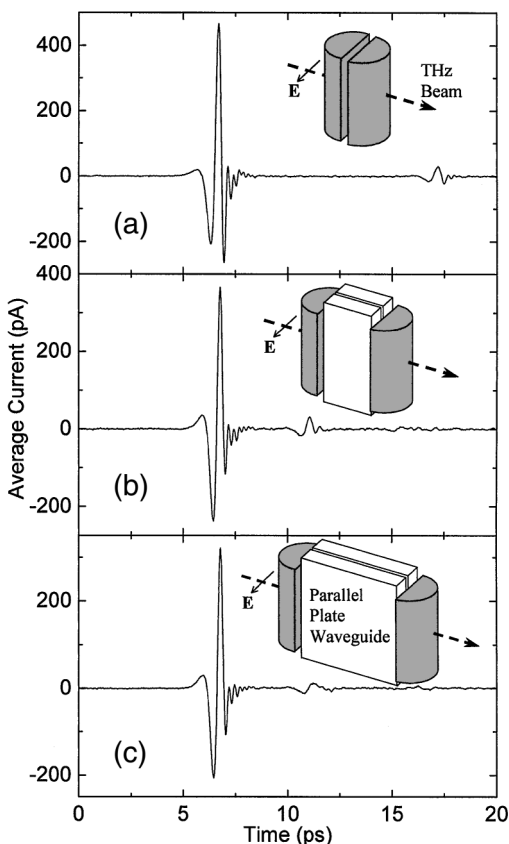 400
200
0
-200
(a)
E
THz
Beam
400
200
0
-200
(b)
E
Average Current (pA)
200
0
-200
(c)
E
Parallel
Plate
Waveguide
0 5 10 15 20
Time (ps)